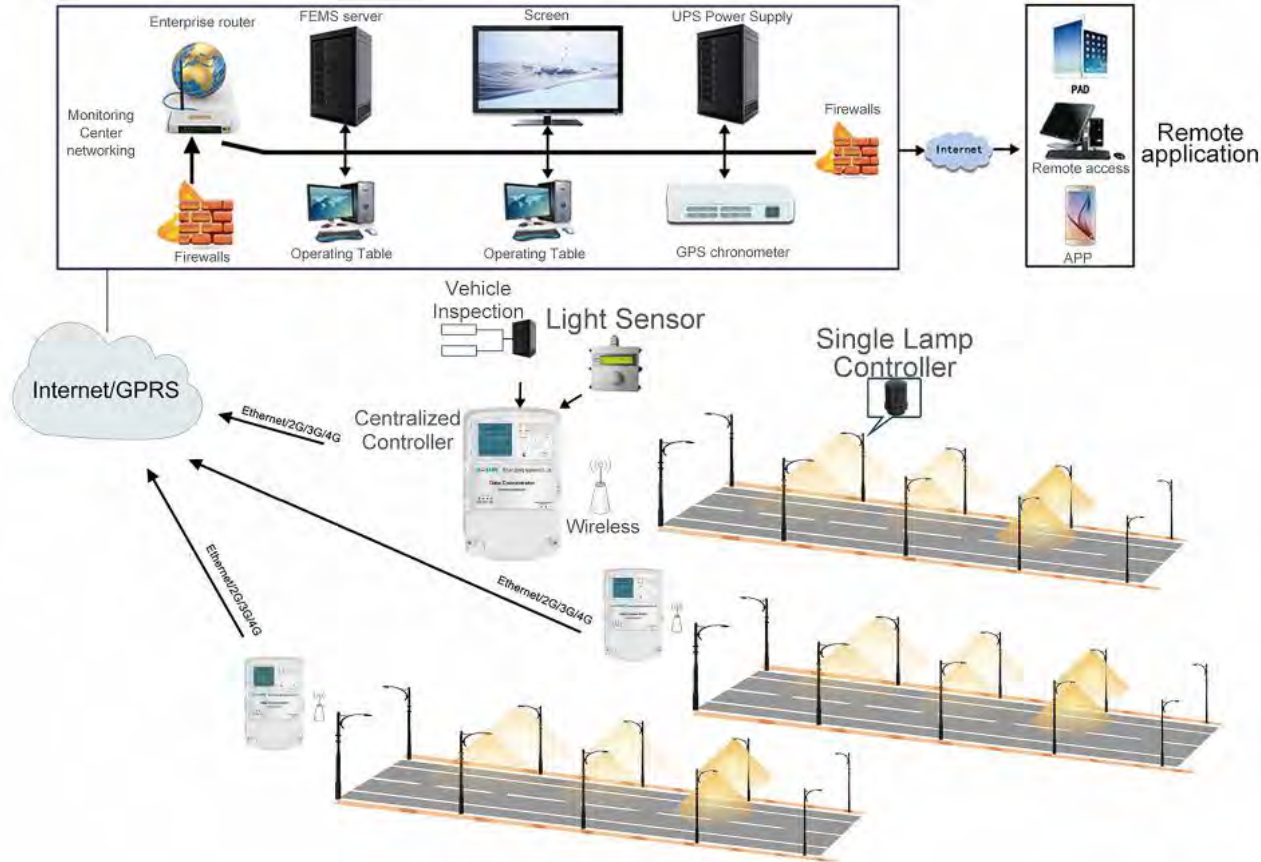 Enterprise router
FEMS server
Screen
UPS Power Supply
Monitoring
Center
networking
Firewalls
Firewalls
Operating Table
Operating Table
GPS chronometer
Internet
PAD
Remote access
APP
Remote
application
Internet/GPRS
Vehicle
Inspection
Light Sensor
Single Lamp
Controller
Centralized
Controller
Data Concentrator
Wireless
Ethernet/2G/3G/4G
Ethernet/2G/3G/4G
Ethernet/2G/3G/4G